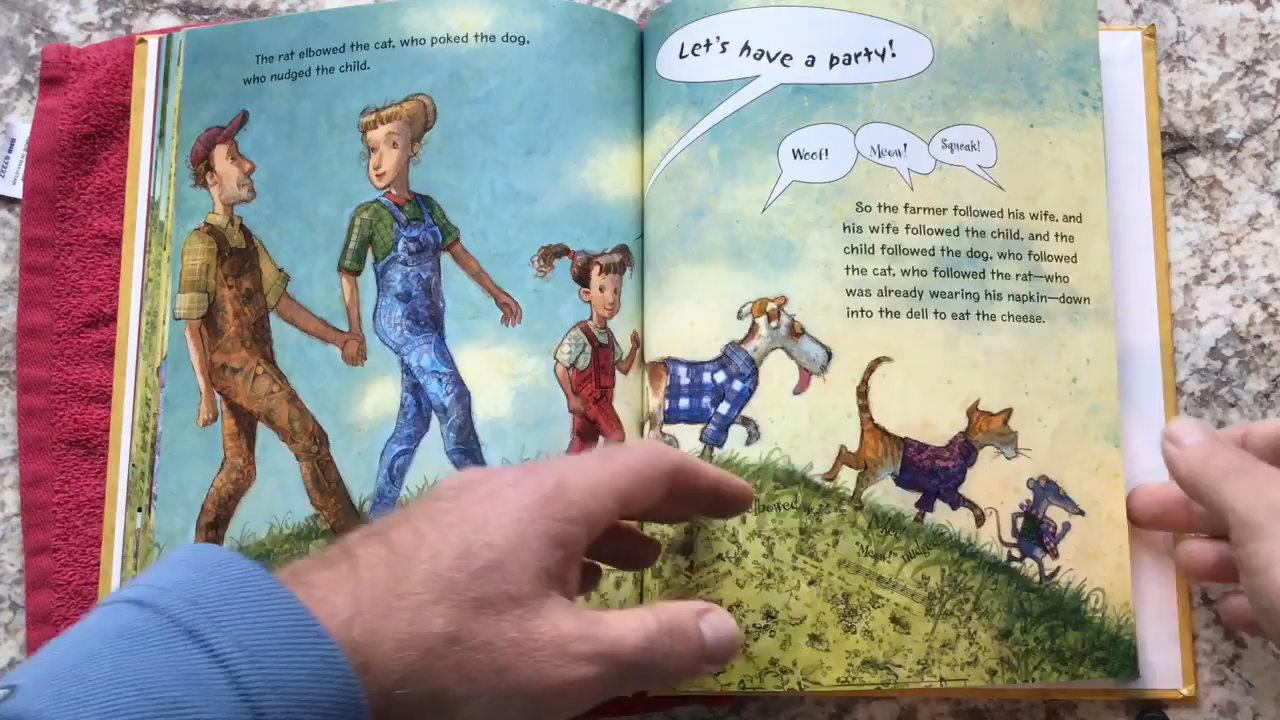 The rat elbowed the cat, who poked the dog,
who nudged the child.
Let's have a party!
Woof!
Meow!
Squeak!
So the farmer followed his wife, and
his wife followed the child, and the
child followed the dog, who followed
the cat, who followed the rat—who
was already wearing his napkin—down
into the dell to eat the cheese.
elbowed
Meow!"